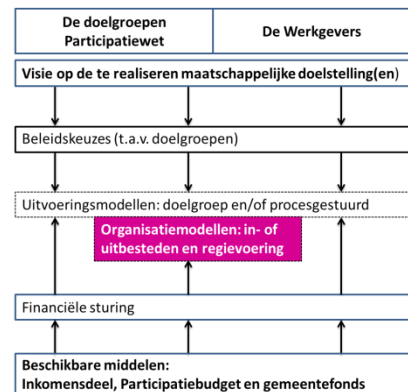 De doelgroepen
Participatiewet
De Werkgevers
Visie op de te realiseren maatschappelijke doelstelling(en)
Beleidskeuzes (t.a.v. doelgroepen)
Uitvoeringsmodellen: doelgroep en/of procesgestuurd
Organisatiemodellen: in- of
uitbesteden en regievoering
Financiële sturing
Beschikbare middelen:
Inkomensdeel, Participatiebudget en gemeentefonds